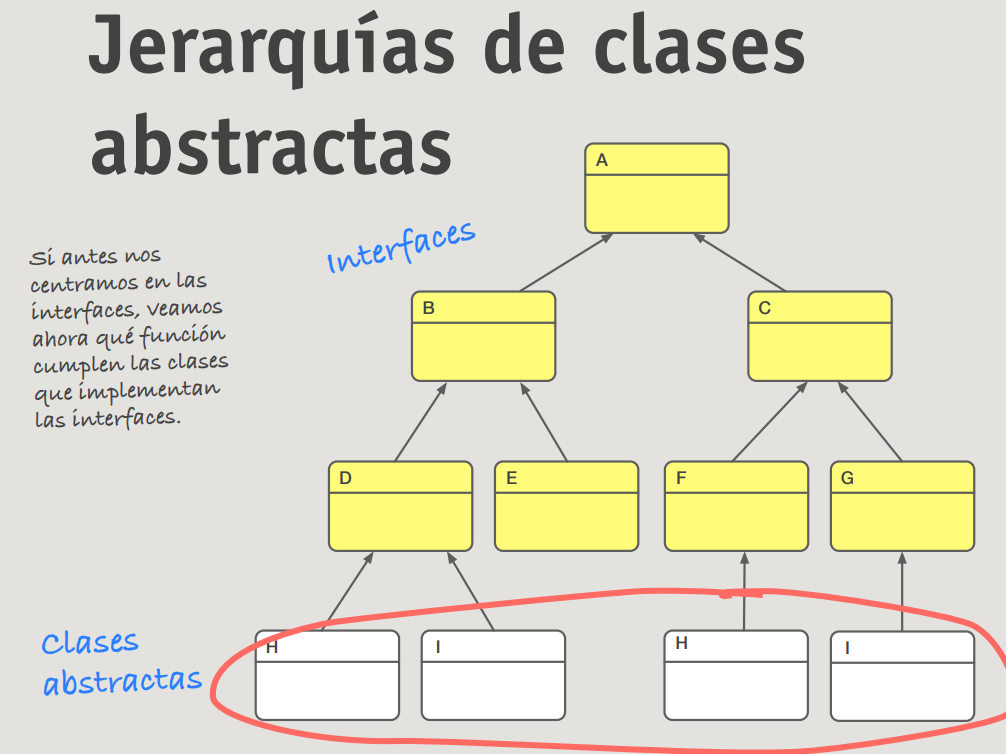 Jerarquías de clases
abstractas
A
Interfaces
Si antes nos
centramos en las
interfaces, veamos
ahora qué función
cumplen las clases
que implementan
las interfaces.
B
C
D
E
F
G
Clases
abstractas
H
I
H
I